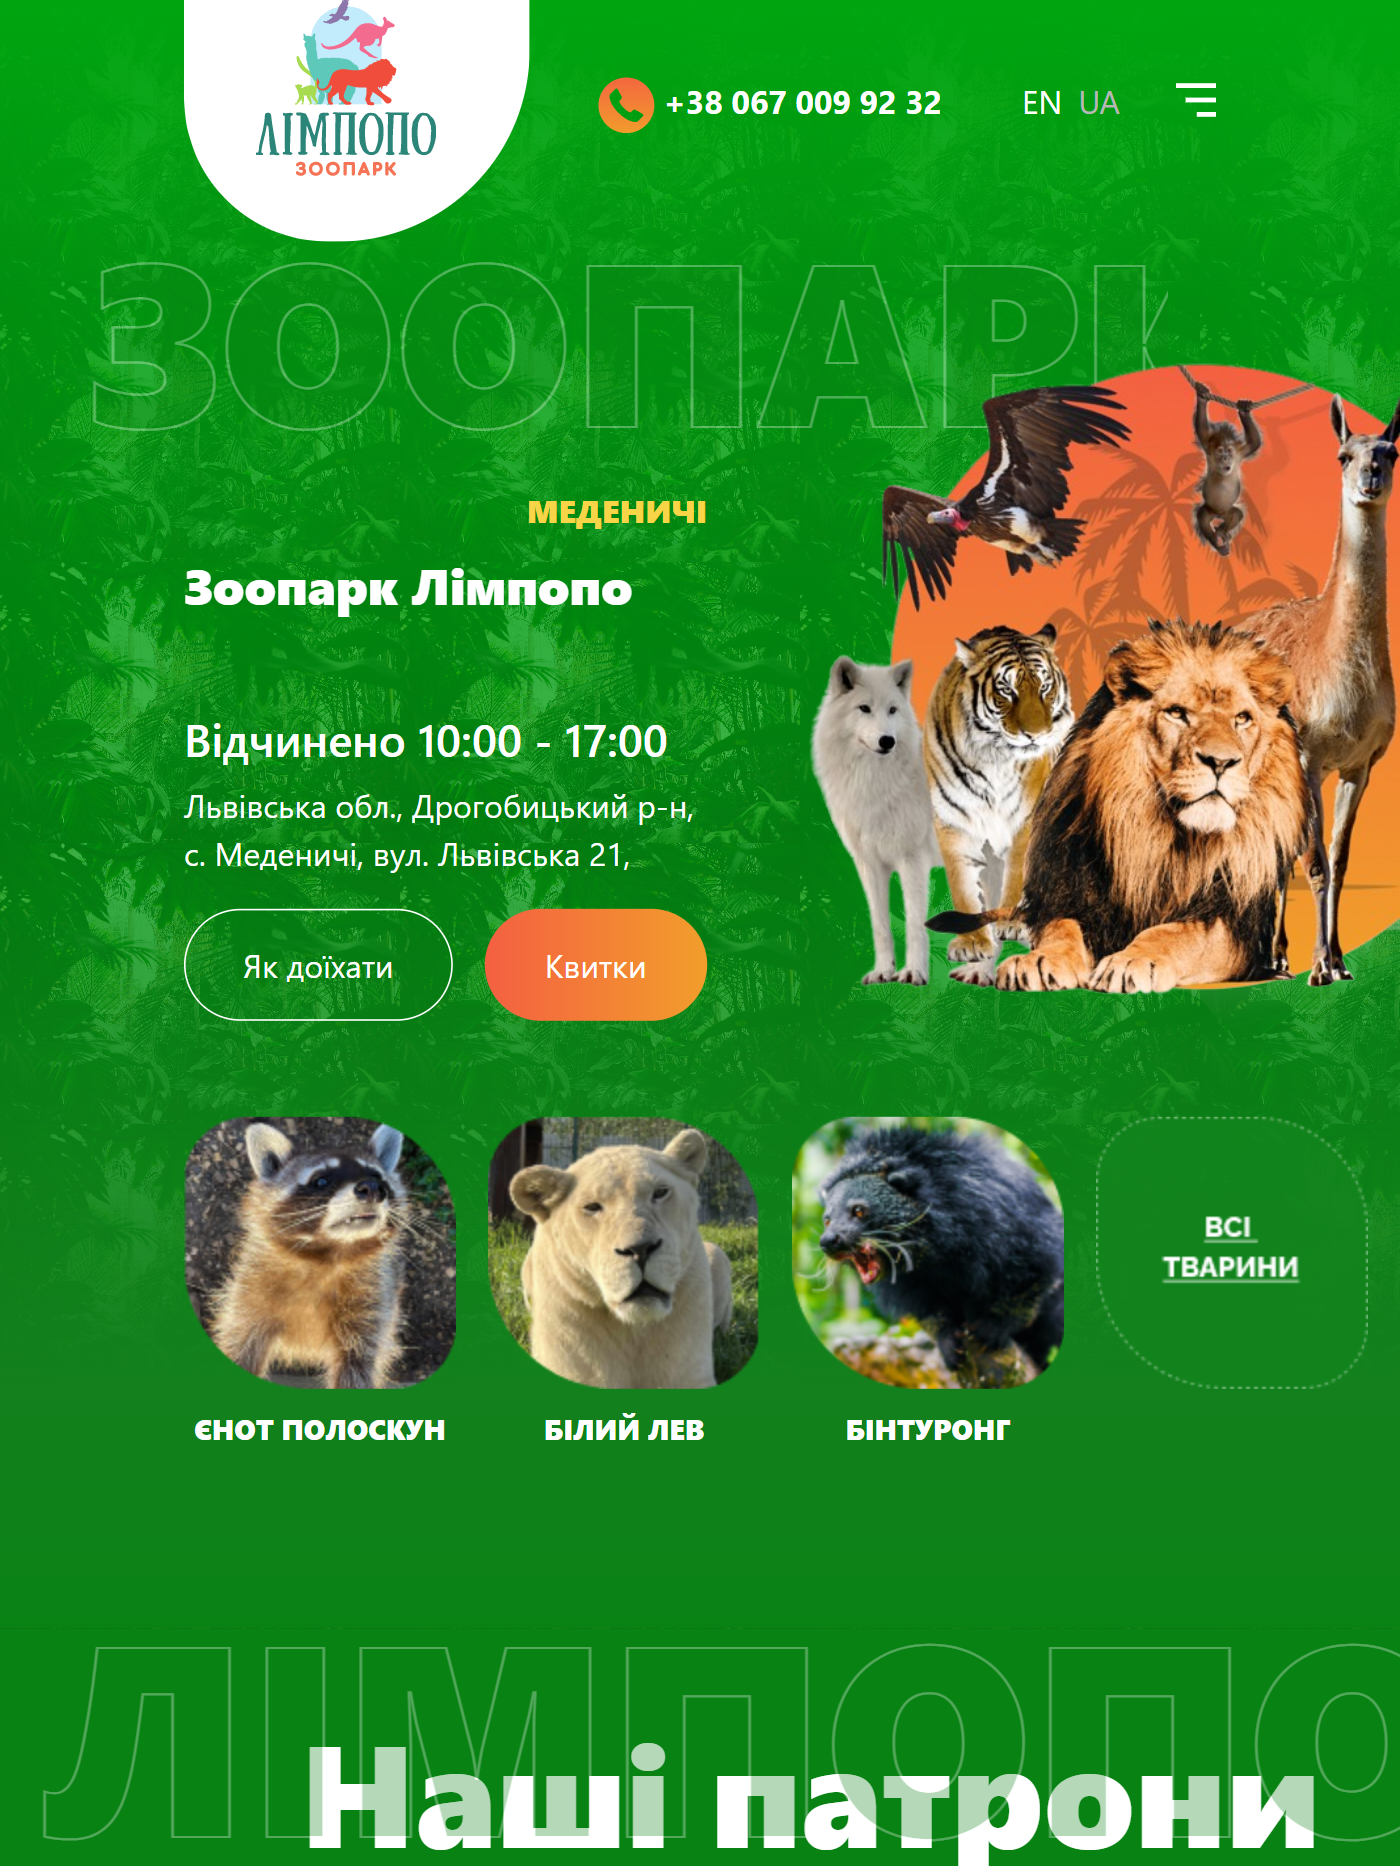 ЛІМПОПО
ЗООПАРК
+38 067 009 92 32
EN UA
ЗООПАРК
МЕДЕНИЧІ
Зоопарк Лімпопо
Відчинено 10:00 - 17:00
Львівська обл., Дрогобицький р-н,
с. Меденичі, вул. Львівська 21,
Як доїхати
Квитки
ВСІ
ТВАРИНИ
ЄНОТ ПОЛОСКУН
БІЛИЙ ЛЕВ
БІНТУРОНГ
ЛІМПОПО
Наші патрони